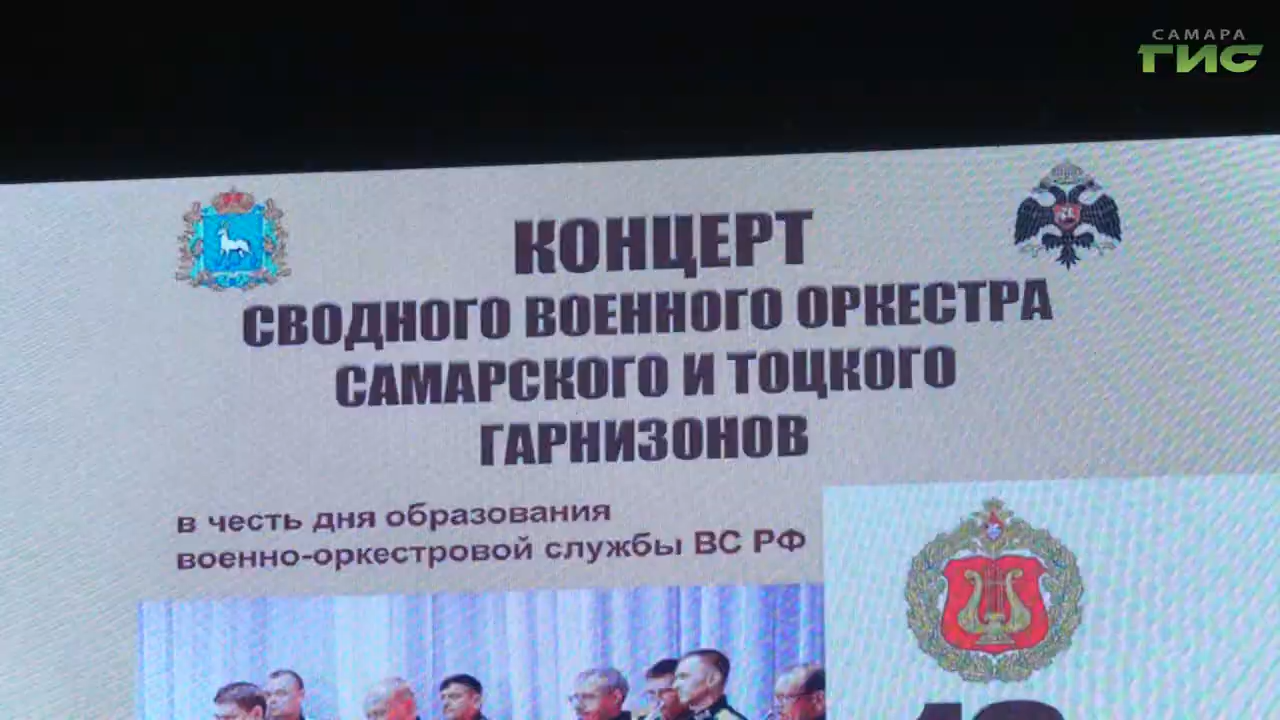 САМАРА
ГИС
КОНЦЕРТ
СВОДНОГО ВОЕННОГО ОРКЕСТРА
САМАРСКОГО И ТОЦКОГО
ГАРНИЗОНОВ
в честь дня образования
военно-оркестровой службы ВС РФ